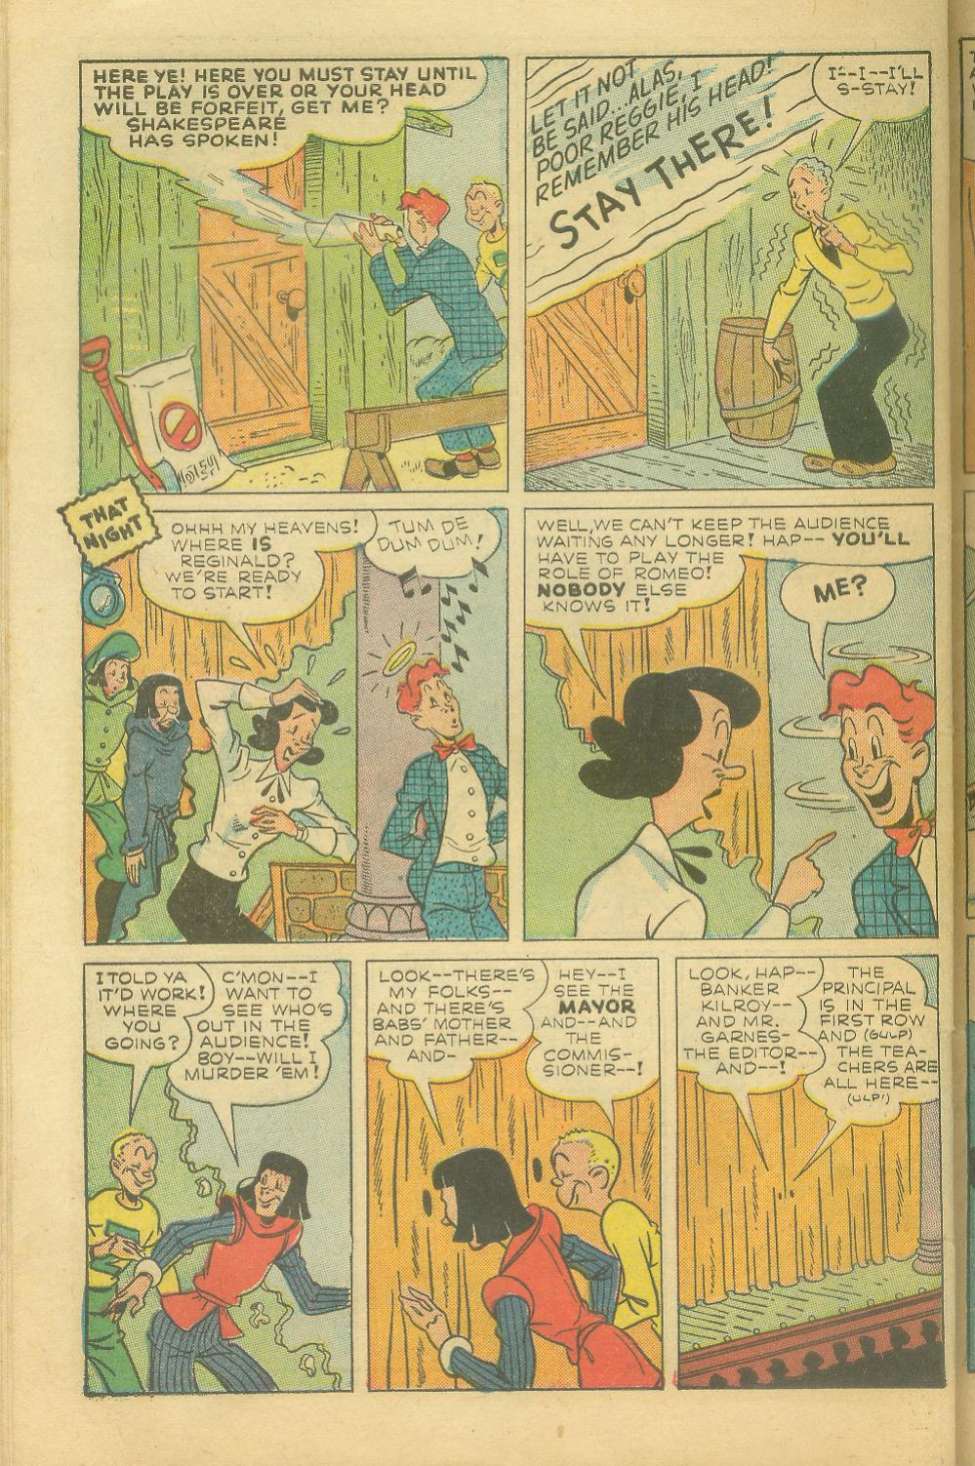 HERE YE! HERE YOU MUST STAY UNTIL
THE PLAY IS OVER OR YOUR HEAD
WILL BE FORFEIT, GET ME?
SHAKESPEARE
HAS SPOKEN!
LET IT NOT
BE SAID...ALAS,
POOR REGGIE, I
REMEMBER HIS HEAD!
STAY THERE!
I--I--I'LL
S-STAY!
THAT
NIGHT
OHHH MY HEAVENS!
WHERE IS
REGINALD?
WE'RE READY
TO START!
TUM DE
DUM DUM!
WELL, WE CAN'T KEEP THE AUDIENCE
WAITING ANY LONGER! HAP-- YOU'LL
HAVE TO PLAY THE
ROLE OF ROMEO!
NOBODY ELSE
KNOWS IT!
ME?
I TOLD YA
IT'D WORK!
WHERE
YOU
GOING?
C'MON--I
WANT TO
SEE WHO'S
OUT IN THE
AUDIENCE!
BOY--WILL I
MURDER 'EM!
LOOK--THERE'S
MY FOLKS--
AND THERE'S
BABS' MOTHER
AND FATHER--
AND-
HEY--I
SEE THE
MAYOR
AND--AND
THE
COMMIS-
SIONER--!
LOOK, HAP--
BANKER
KILROY--
AND MR.
GARNES-
THE EDITOR--
AND--!
THE
PRINCIPAL
IS IN THE
FIRST ROW
AND (GULP)
THE TEA-
CHERS ARE
ALL HERE--
(ULP!)